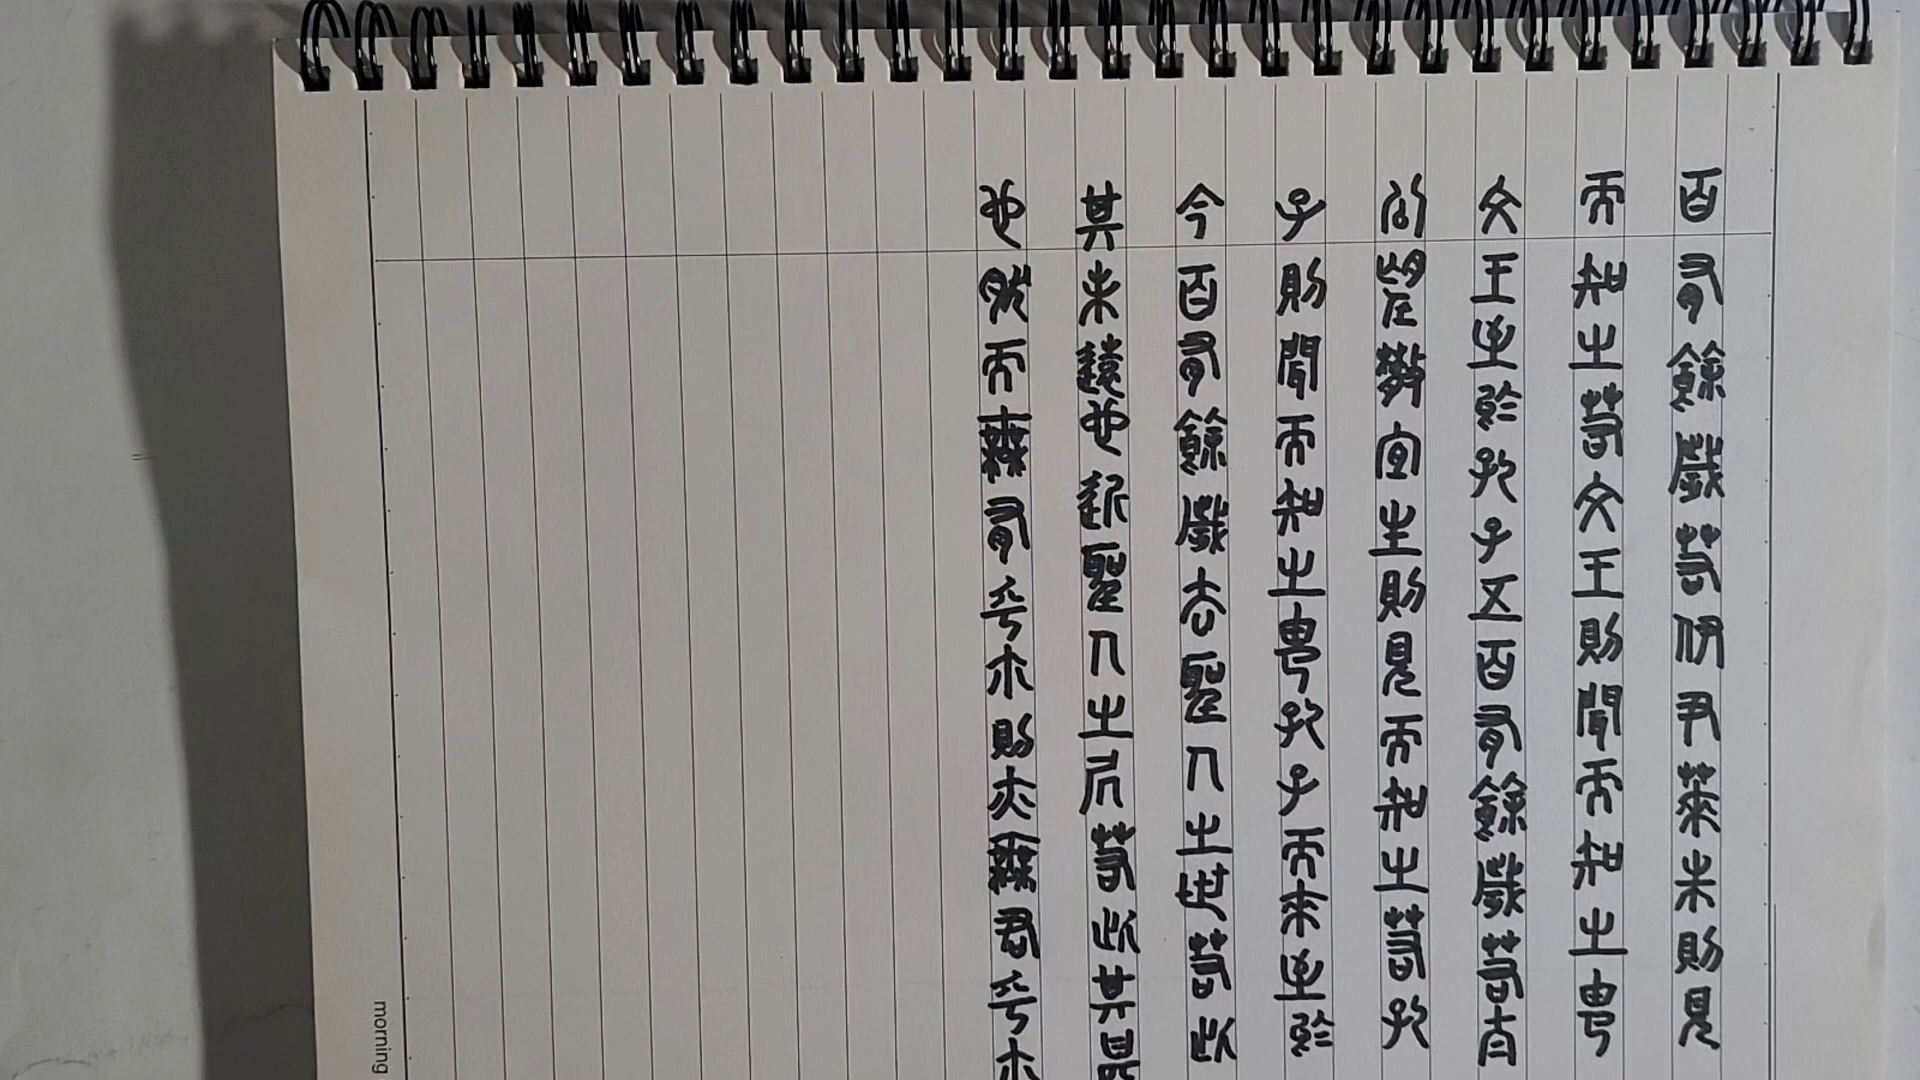 百有餘歲若伊尹萊朱則見
而知之若文王則聞而知之由
文王至於孔子五百有餘歲若太
公望散宜生則見而知之若孔
子則聞而知之由孔子而來至於
今百有餘歲去聖人之世若此
其未遠也近聖人之居若此其甚
也然而無有乎爾則亦無有乎爾
morning